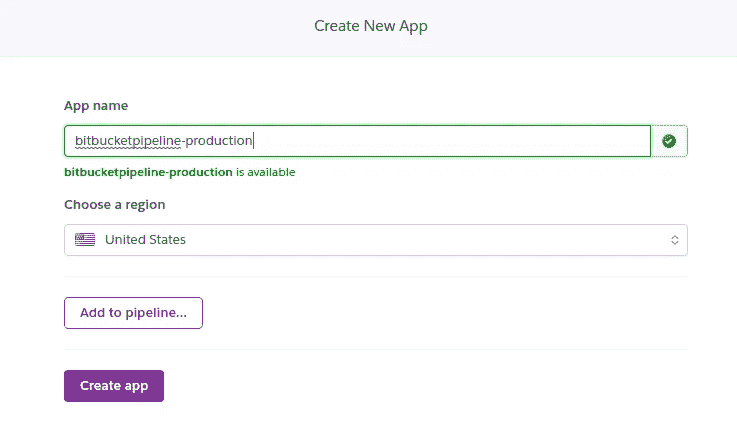 Create New App
App name
bitbucketpipeline-production
bitbucketpipeline-production is available
Choose a region
United States
Add to pipeline...
Create app